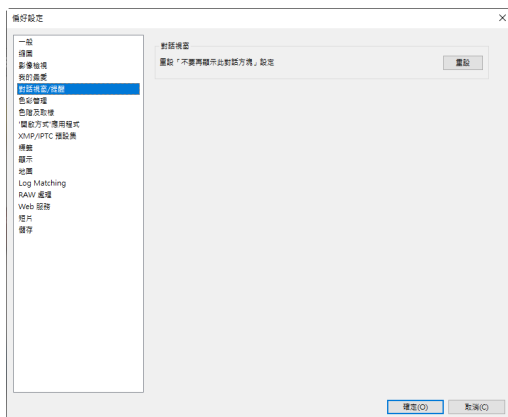 偏好設定
一般
縮圖
影像檢視
我的最愛
對話視窗/提醒
色彩管理
色階及取樣
'開啟方式'應用程式
XMP/IPTC 預設集
標籤
顯示
地圖
Log Matching
RAW 處理
Web 服務
短片
儲存
對話視窗
重設「不要再顯示此對話方塊」設定
重設
確定(O)
取消(C)